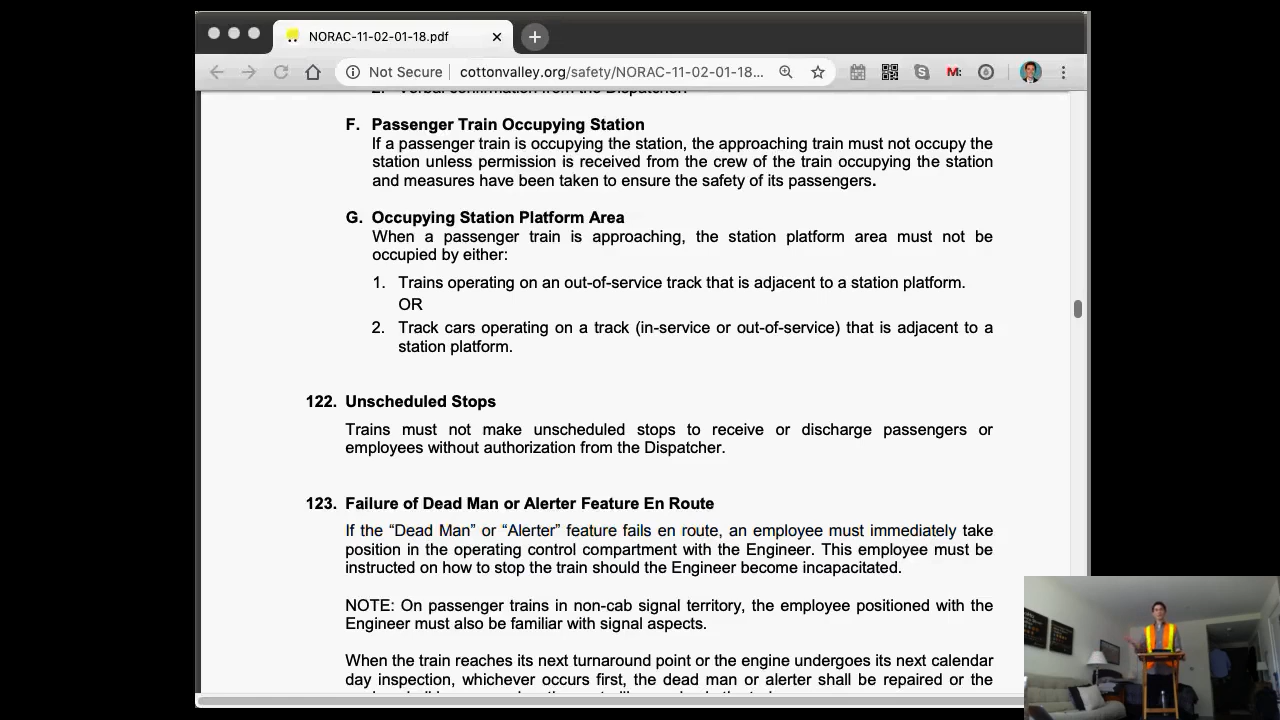 NORAC-11-02-01-18.pdf
Not Secure
cottonvalley.org/safety/NORAC-11-02-01-18...
M:
2. Verbal confirmation from the Dispatcher.
F. Passenger Train Occupying Station
If a passenger train is occupying the station, the approaching train must not occupy the
station unless permission is received from the crew of the train occupying the station
and measures have been taken to ensure the safety of its passengers.
G. Occupying Station Platform Area
When a passenger train is approaching, the station platform area must not be
occupied by either:
1. Trains operating on an out-of-service track that is adjacent to a station platform.
OR
2. Track cars operating on a track (in-service or out-of-service) that is adjacent to a
station platform.
122. Unscheduled Stops
Trains must not make unscheduled stops to receive or discharge passengers or
employees without authorization from the Dispatcher.
123. Failure of Dead Man or Alerter Feature En Route
If the “Dead Man” or “Alerter” feature fails en route, an employee must immediately take
position in the operating control compartment with the Engineer. This employee must be
instructed on how to stop the train should the Engineer become incapacitated.
NOTE: On passenger trains in non-cab signal territory, the employee positioned with the
Engineer must also be familiar with signal aspects.
When the train reaches its next turnaround point or the engine undergoes its next calendar
day inspection, whichever occurs first, the dead man or alerter shall be repaired or the